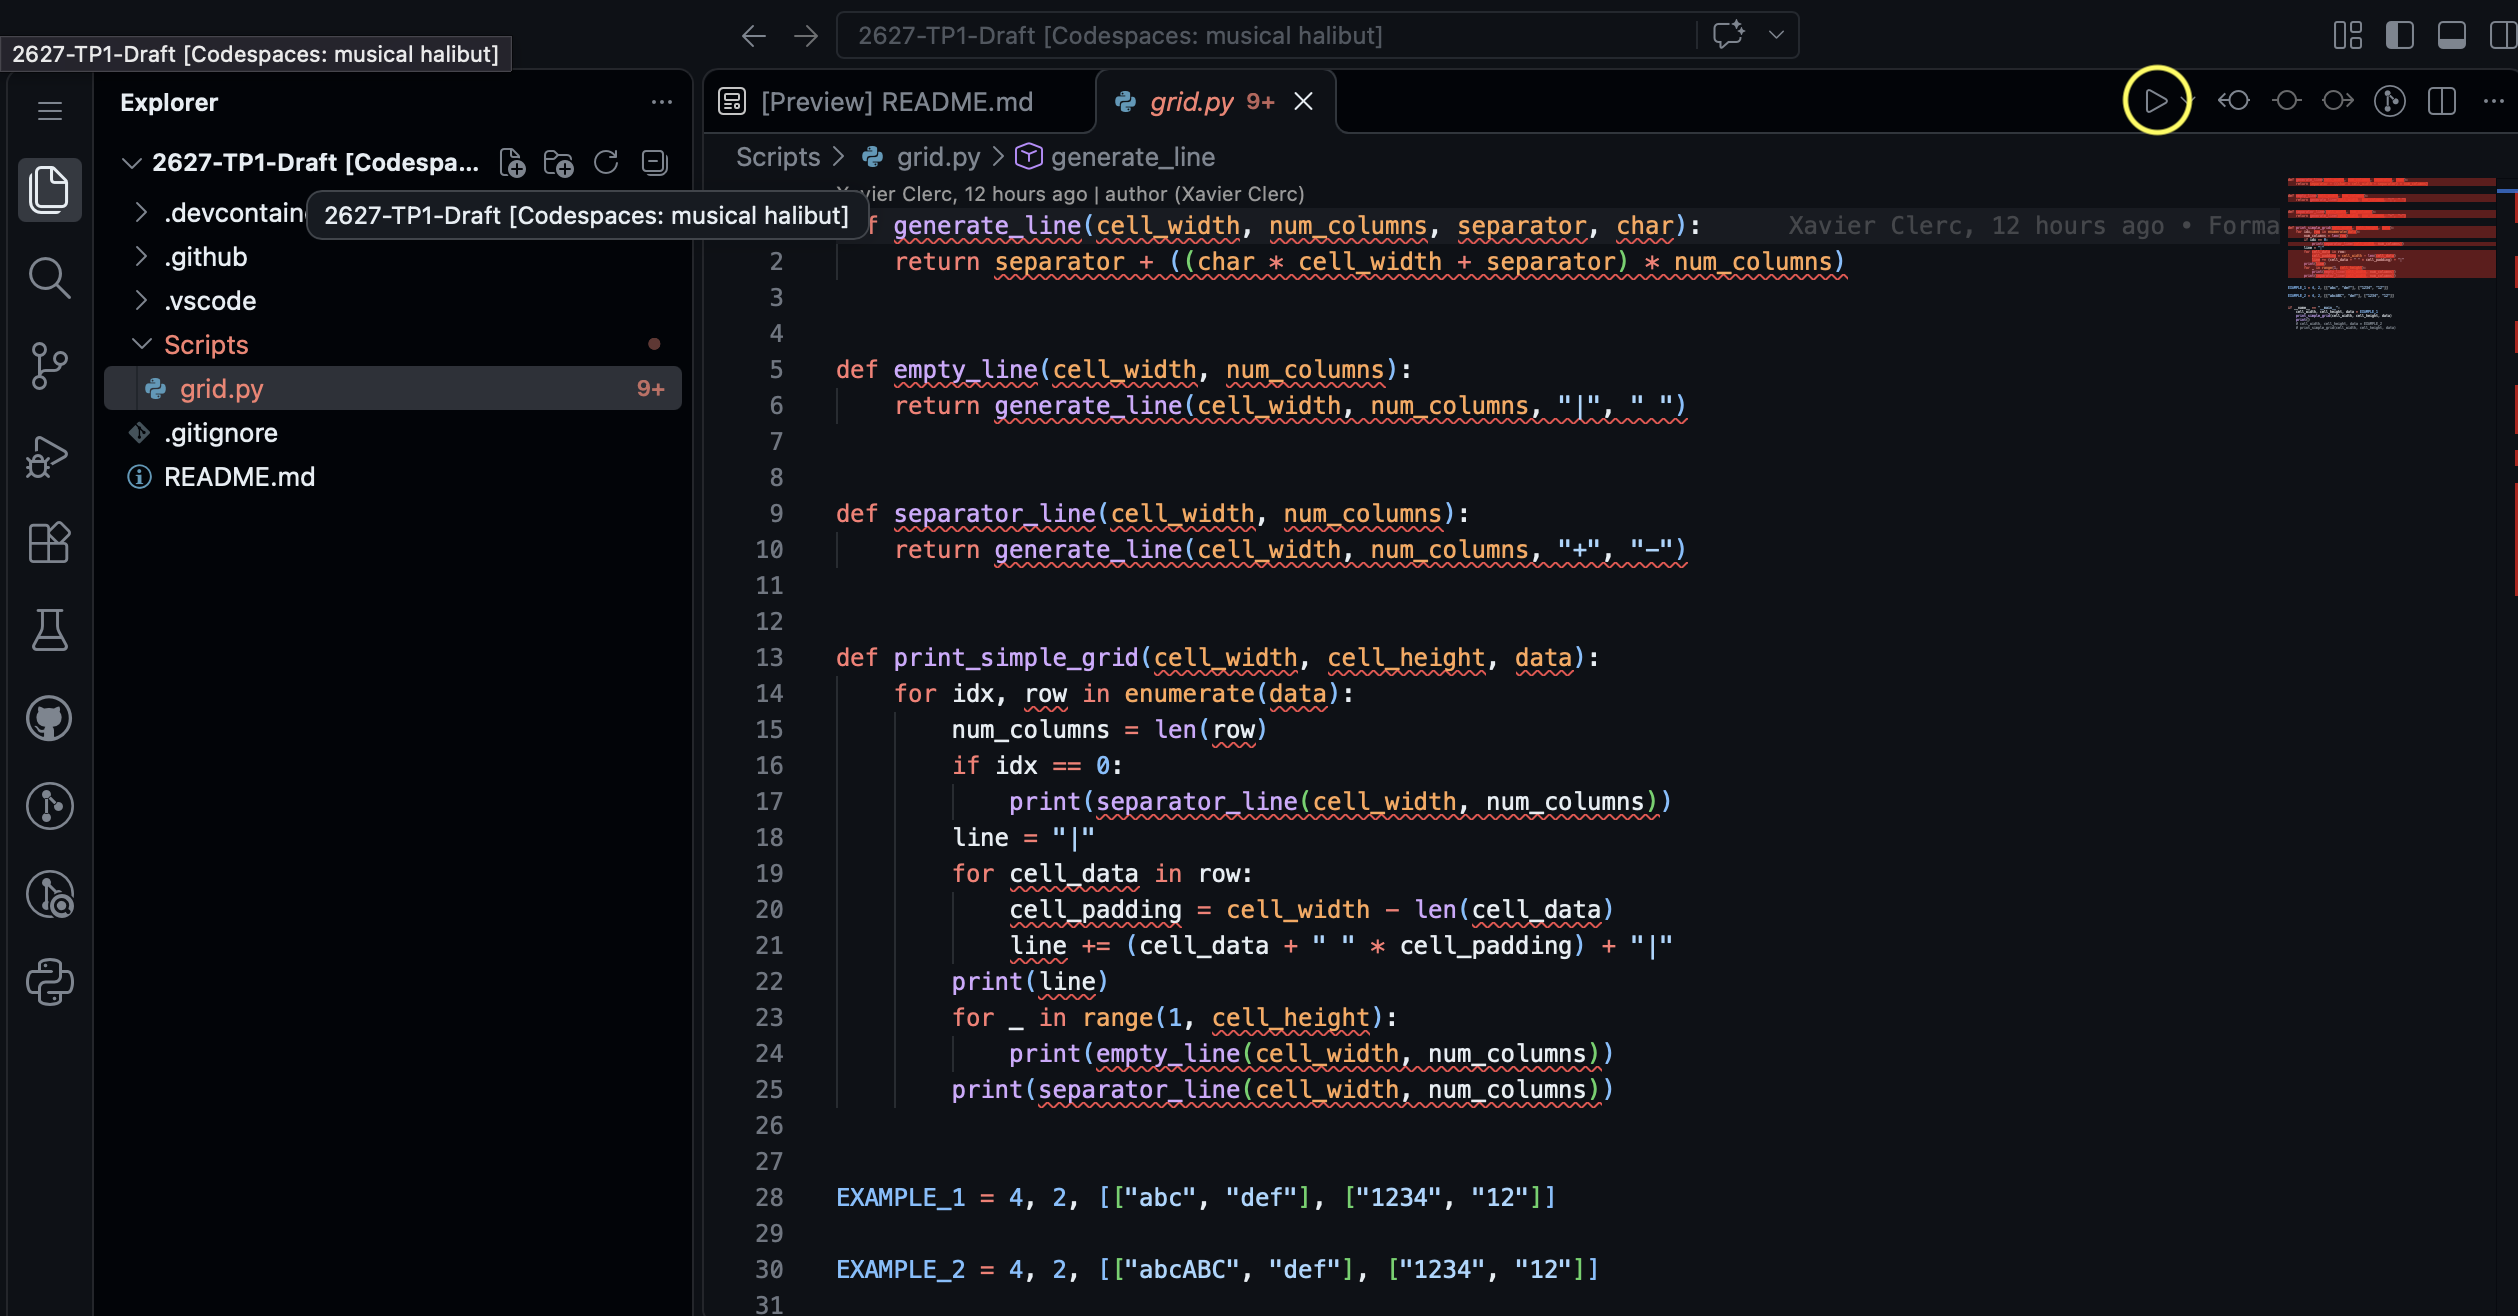 2627-TP1-Draft [Codespaces: musical halibut]
2627-TP1-Draft [Codespaces: musical halibut]
Explorer
2627-TP1-Draft [Codespa...
.devcontain
2627-TP1-Draft [Codespaces: musical halibut]
.github
.vscode
Scripts
grid.py 9+
.gitignore
README.md
[Preview] README.md
grid.py 9+
Scripts > grid.py > generate_line
vier Clerc, 12 hours ago | author (Xavier Clerc)
f generate_line(cell_width, num_columns, separator, char): Xavier Clerc, 12 hours ago • Forma
2 return separator + ((char * cell_width + separator) * num_columns)
3
4
5 def empty_line(cell_width, num_columns):
6 return generate_line(cell_width, num_columns, "|", " ")
7
8
9 def separator_line(cell_width, num_columns):
10 return generate_line(cell_width, num_columns, "+", "-")
11
12
13 def print_simple_grid(cell_width, cell_height, data):
14 for idx, row in enumerate(data):
15 num_columns = len(row)
16 if idx == 0:
17 print(separator_line(cell_width, num_columns))
18 line = "|"
19 for cell_data in row:
20 cell_padding = cell_width - len(cell_data)
21 line += (cell_data + " " * cell_padding) + "|"
22 print(line)
23 for _ in range(1, cell_height):
24 print(empty_line(cell_width, num_columns))
25 print(separator_line(cell_width, num_columns))
26
27
28 EXAMPLE_1 = 4, 2, [["abc", "def"], ["1234", "12"]]
29
30 EXAMPLE_2 = 4, 2, [["abcABC", "def"], ["1234", "12"]]
31